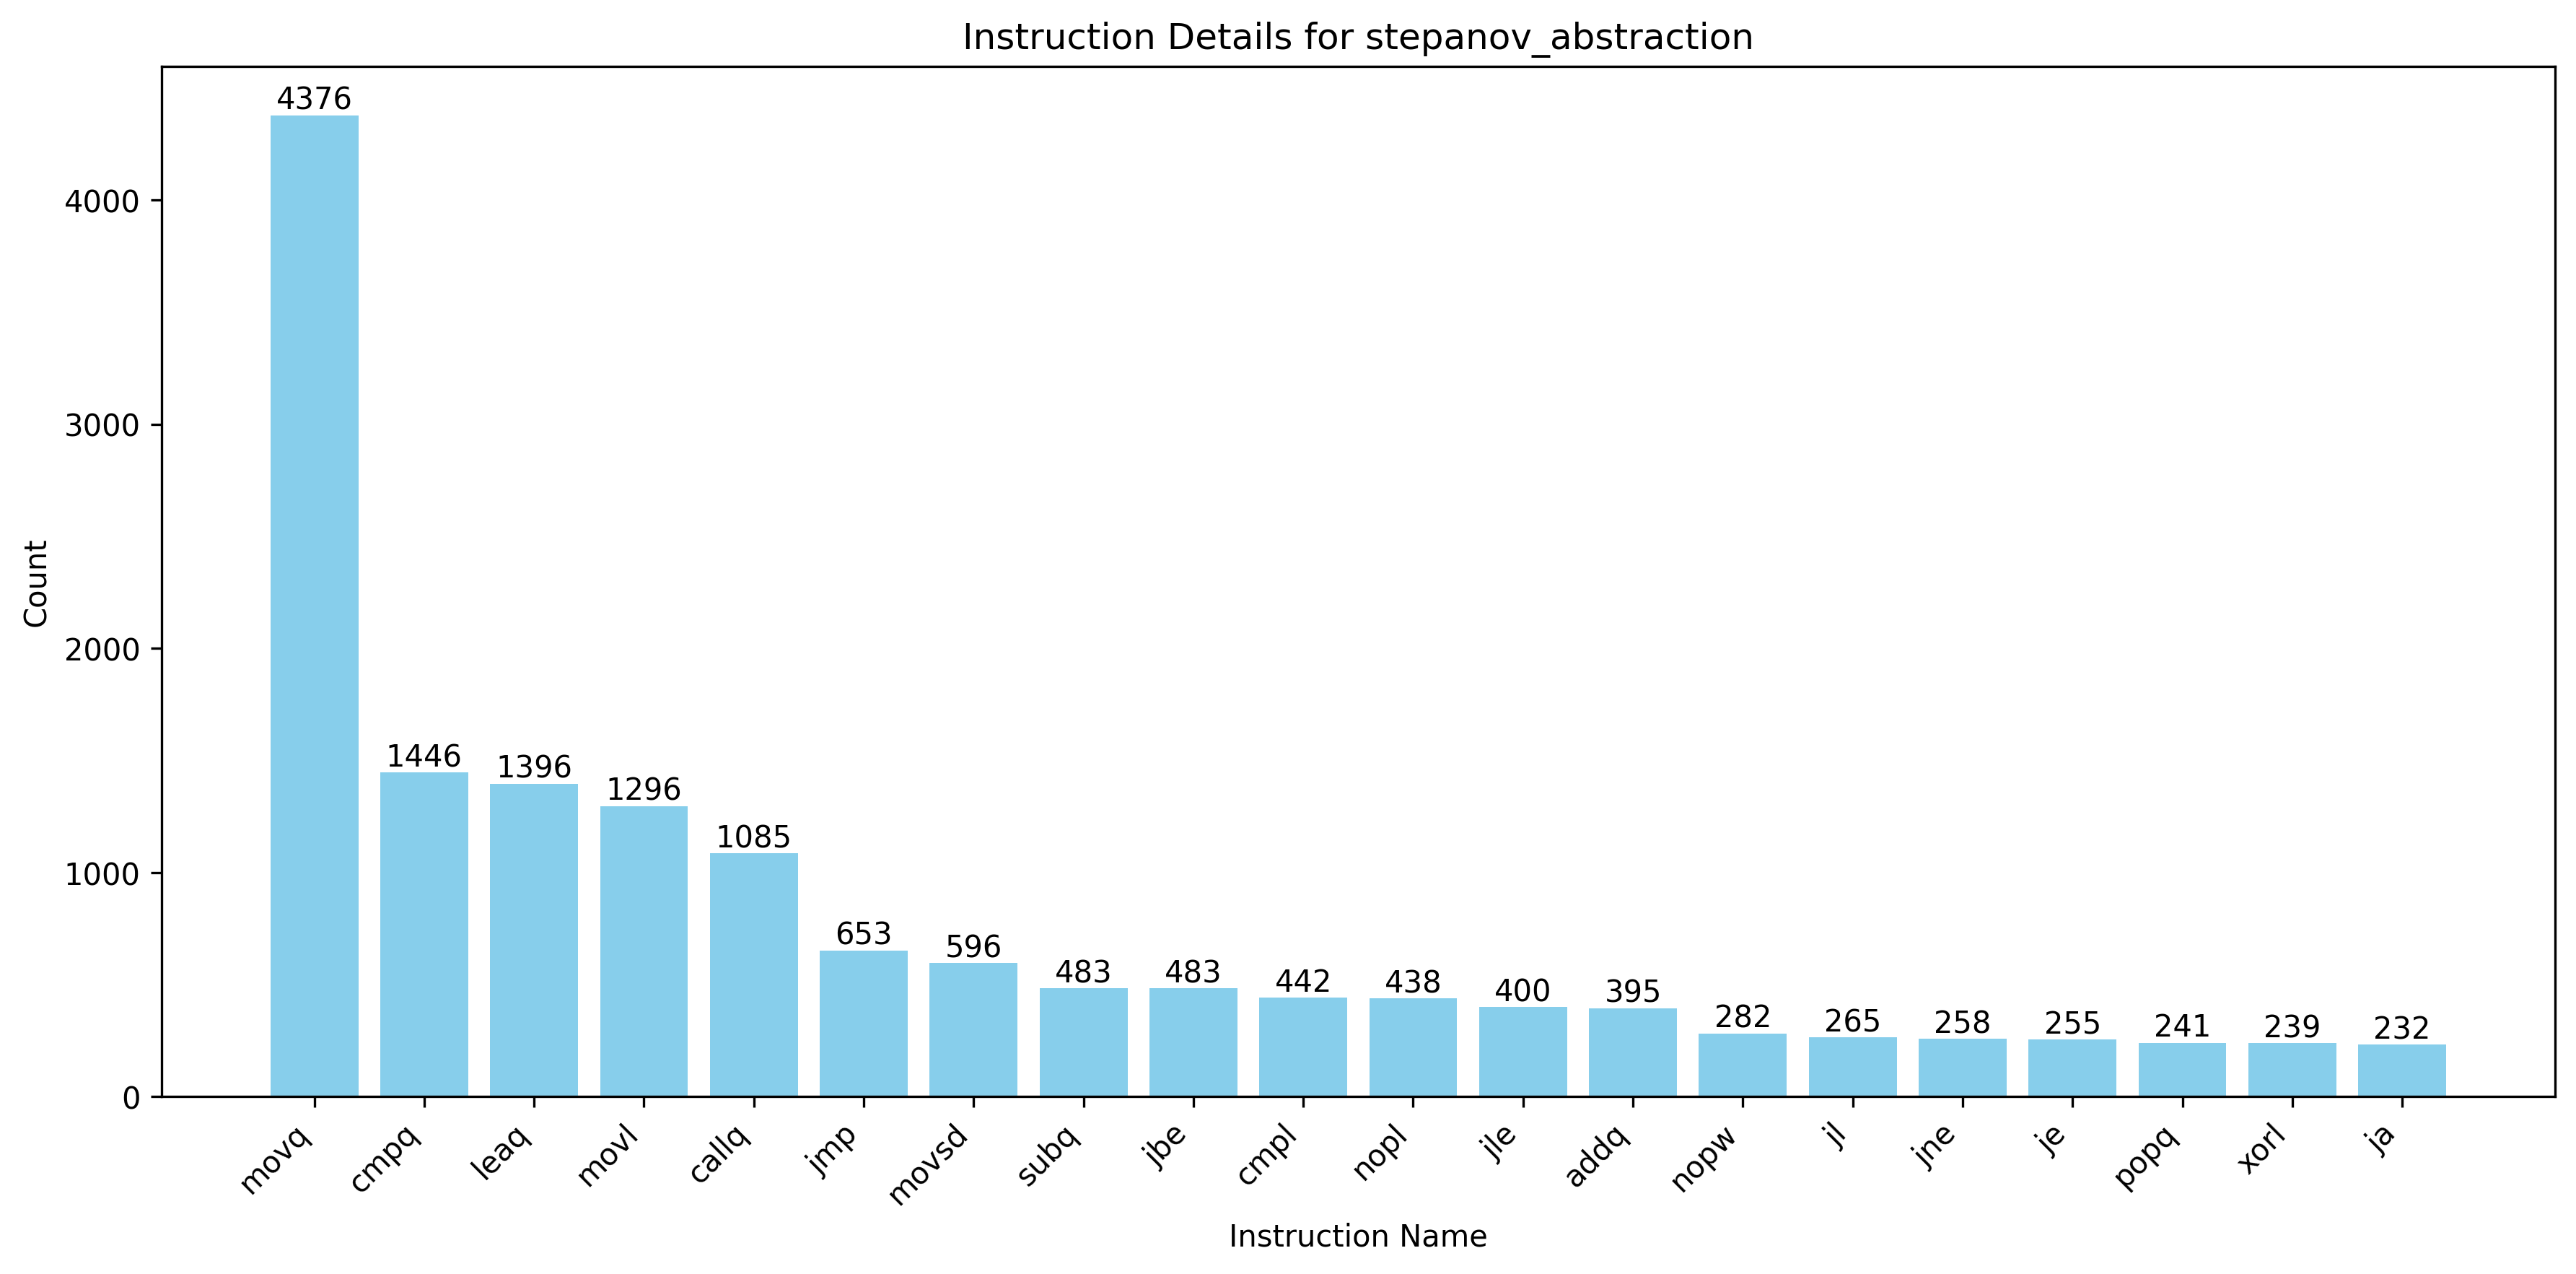 Instruction Details for stepanov_abstraction
Count
4000
3000
2000
1000
0
4376
1446
1396
1296
1085
653
596
483
483
442
438
400
395
282
265
258
255
241
239
232
movq
cmpq
leaq
movl
callq
jmp
movsd
subq
jbe
cmpl
nopl
jle
addq
nopw
jl
jne
je
popq
xorl
ja
Instruction Name